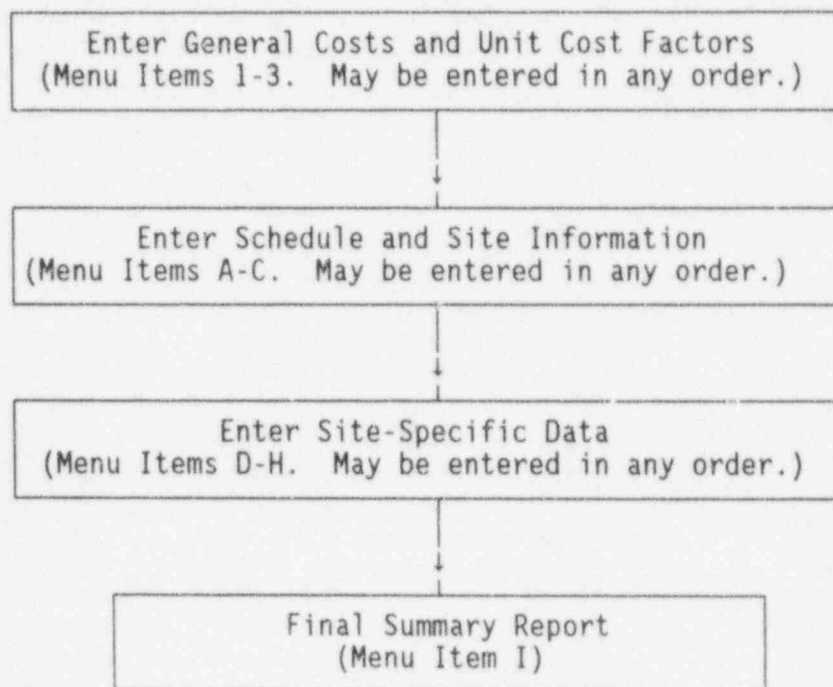 Enter General Costs and Unit Cost Factors
(Menu Items 1-3. May be entered in any order.)
Enter Schedule and Site Information
(Menu Items A-C. May be entered in any order.)
Enter Site-Specific Data
(Menu Items D-H. May be entered in any order.)
Final Summary Report
(Menu Item I)